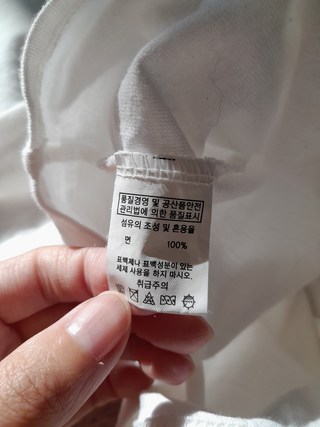 품질경영 및 공산품안전
관리법에 의한 품질표시
섬유의 조성 및 혼용율
면 100%
표백제나 표백성분이 있는
세제 사용을 하지 마시오.
취급주의